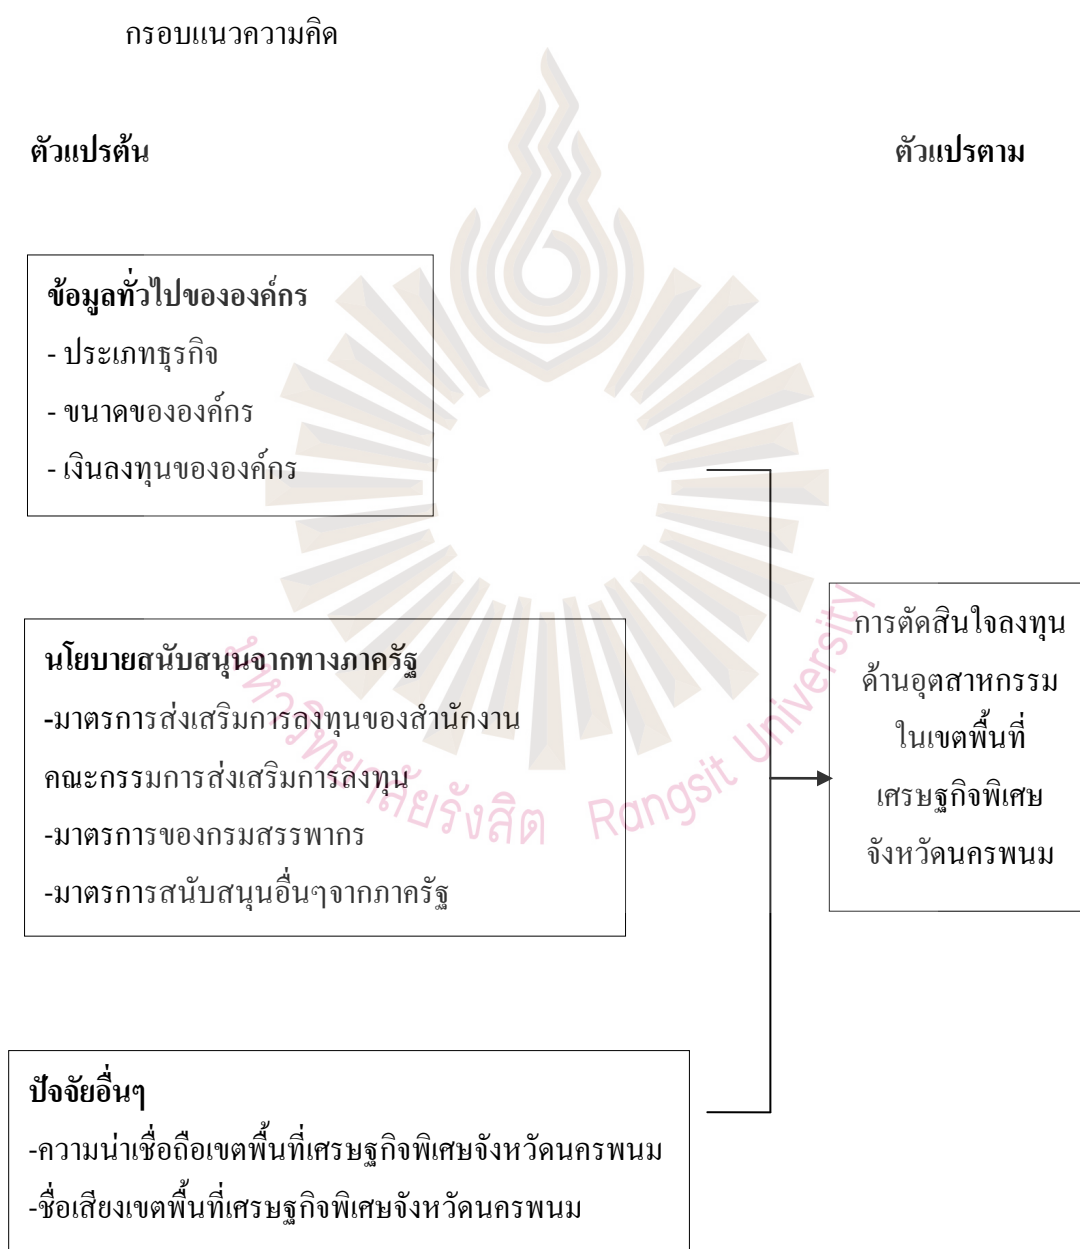 กรอบแนวความคิด
ตัวแปรต้น
ตัวแปรตาม
ข้อมูลทั่วไปขององค์กร
- ประเภทธุรกิจ
- ขนาดขององค์กร
- เงินลงทุนขององค์กร
นโยบายสนับสนุนจากทางภาครัฐ
-มาตรการส่งเสริมการลงทุนของสำนักงาน
คณะกรรมการส่งเสริมการลงทุน
-มาตรการของกรมสรรพากร
-มาตรการสนับสนุนอื่นๆจากภาครัฐ
ปัจจัยอื่นๆ
-ความน่าเชื่อถือเขตพื้นที่เศรษฐกิจพิเศษจังหวัดนครพนม
-ชื่อเสียงเขตพื้นที่เศรษฐกิจพิเศษจังหวัดนครพนม
การตัดสินใจลงทุน
ด้านอุตสาหกรรม
ในเขตพื้นที่
เศรษฐกิจพิเศษ
จังหวัดนครพนม
มหาวิทยาลัยรังสิต Rangsit University